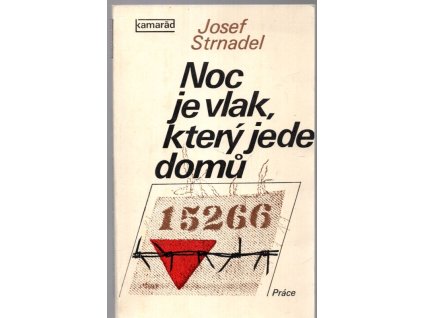 kamarád
Josef
Strnadel
Noc
je vlak,
který jede
domů
15266
Práce